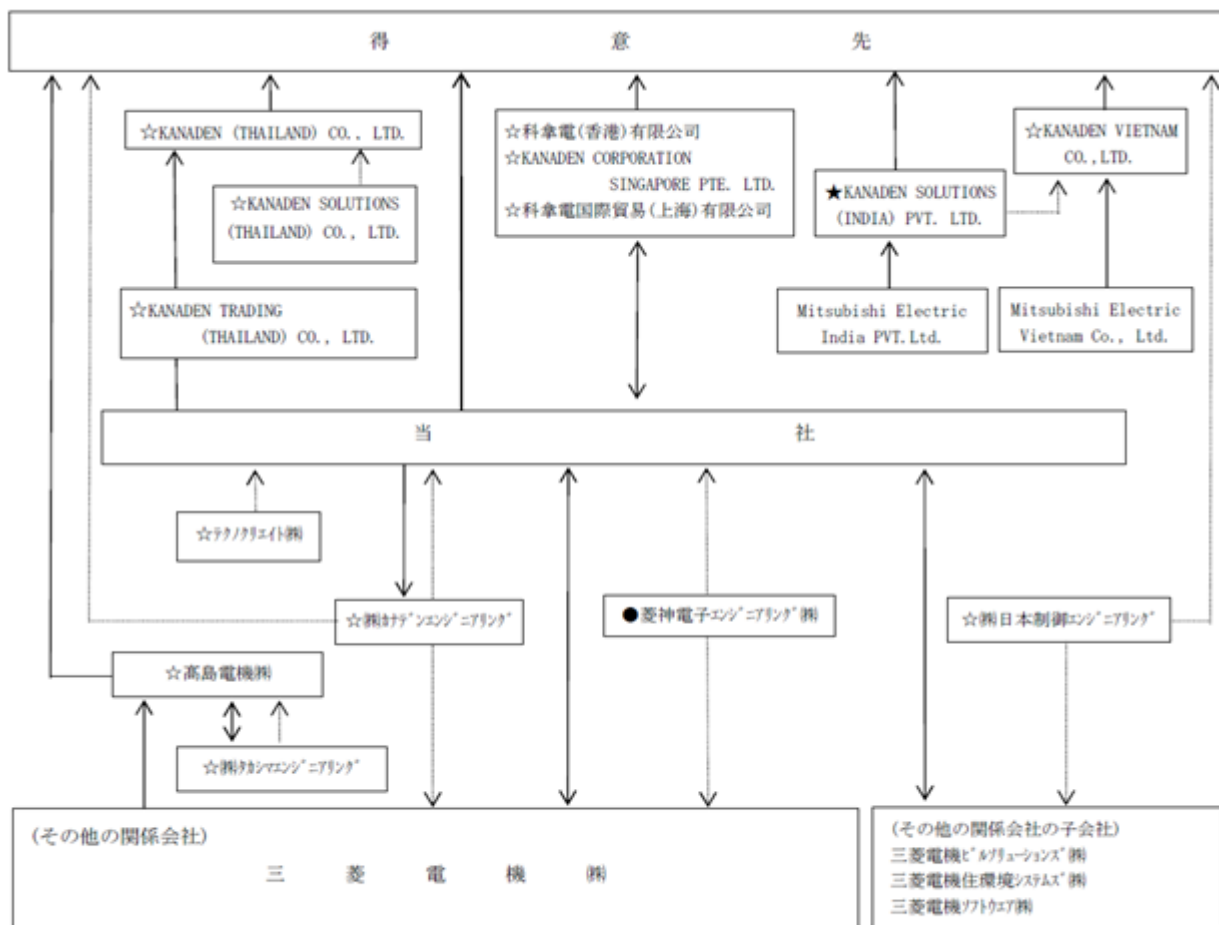 得意先
☆KANADEN (THAILAND) CO., LTD.
☆KANADEN SOLUTIONS
(THAILAND) CO., LTD.
☆KANADEN TRADING
(THAILAND) CO., LTD.
☆科拿電(香港)有限公司
☆KANADEN CORPORATION
SINGAPORE PTE. LTD.
☆科拿電国際貿易(上海)有限公司
★KANADEN SOLUTIONS
(INDIA) PVT. LTD.
☆KANADEN VIETNAM
CO.,LTD.
Mitsubishi Electric
India PVT.Ltd.
Mitsubishi Electric
Vietnam Co., Ltd.
当社
☆テクノクリエイト㈱
☆㈱カナデンエンジニアリング
●菱神電子エンジニアリング㈱
☆㈱日本制御エンジニアリング
☆髙島電機㈱
☆㈱タカシマエンジニアリング
(その他の関係会社)
三菱電機㈱
(その他の関係会社の子会社)
三菱電機ビルソリューションズ㈱
三菱電機住環境システムズ㈱
三菱電機ソフトウエア㈱